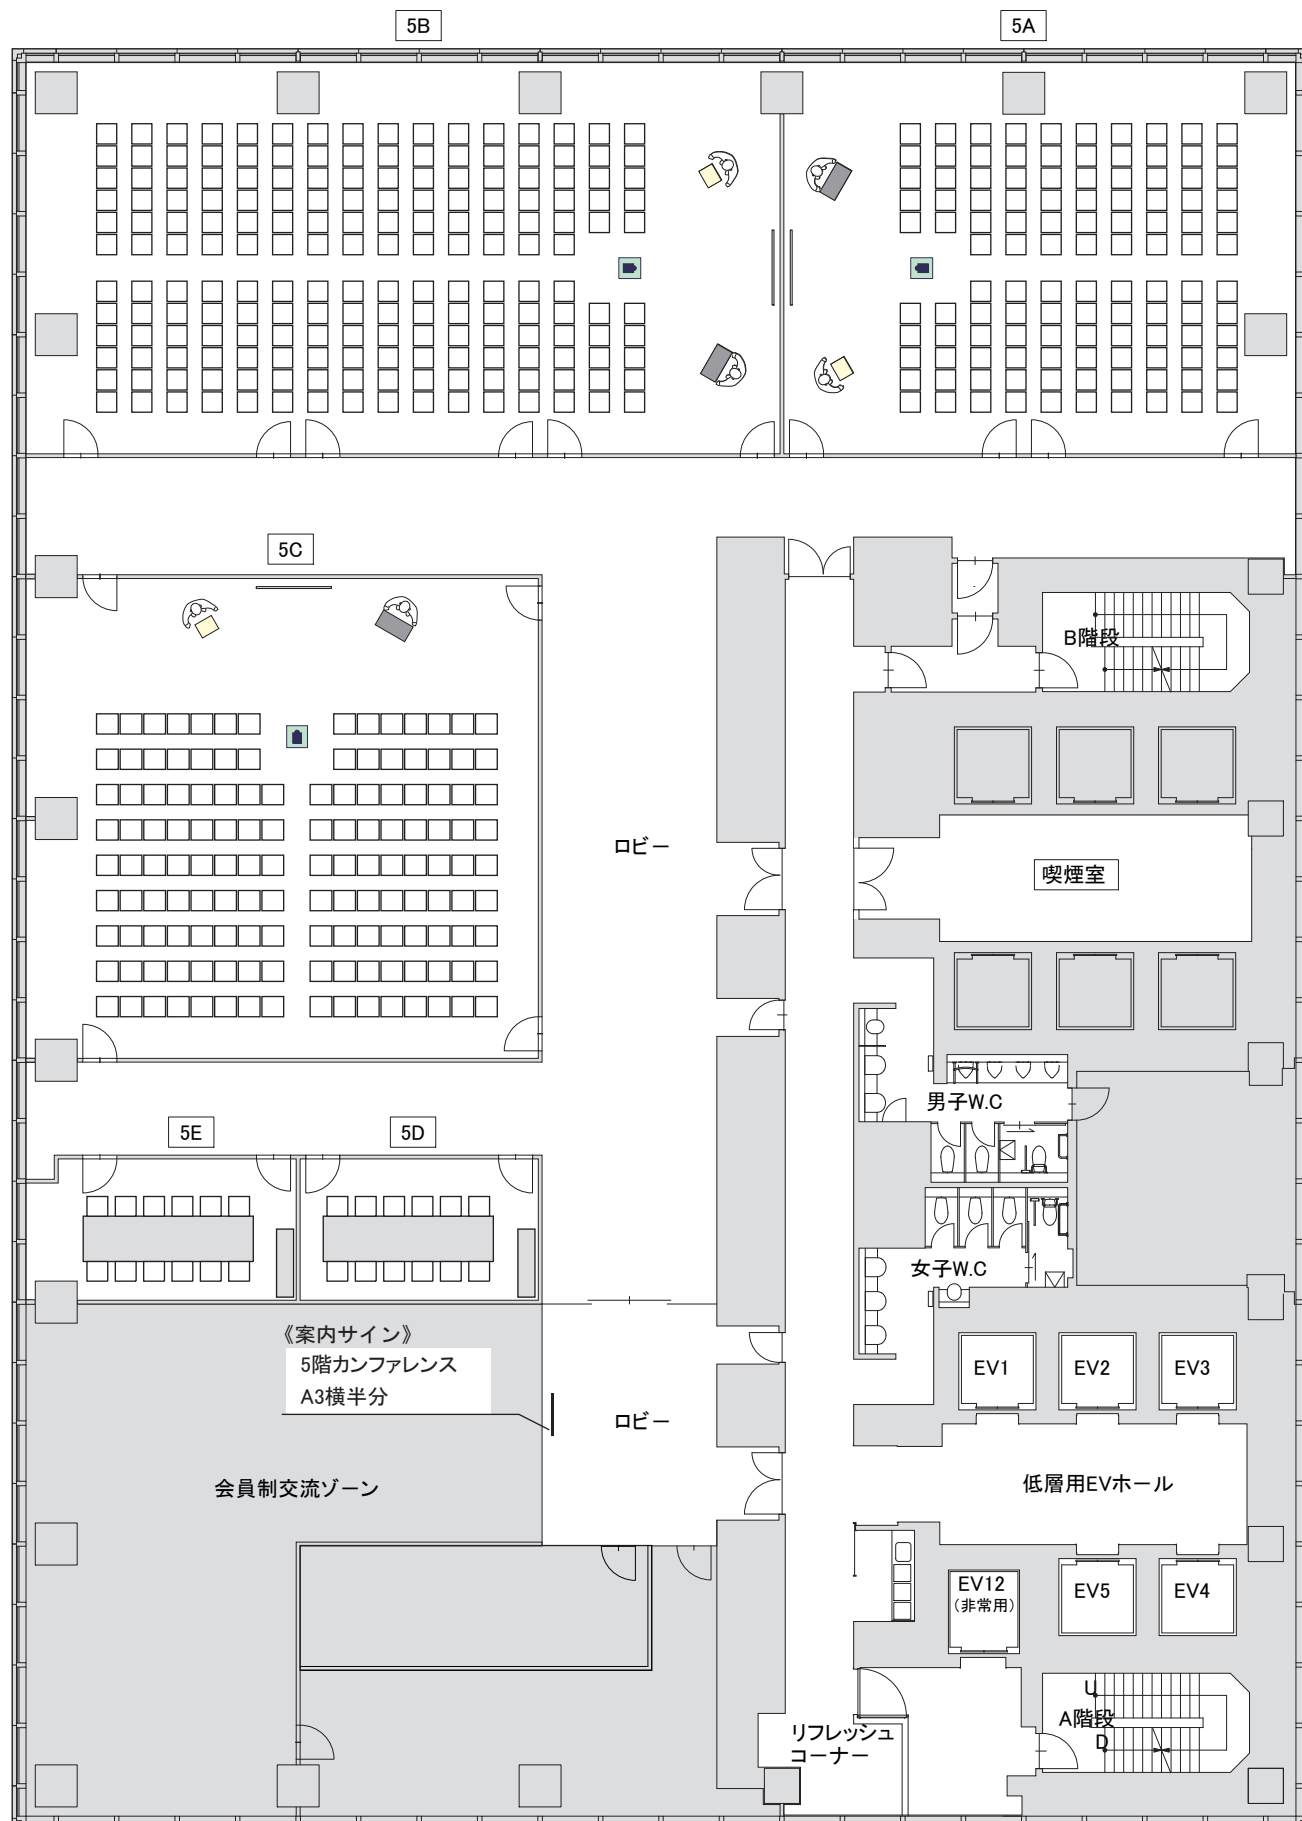 5B
5A
5C
B階段
ロビー
喫煙室
男子W.C
5E
5D
女子W.C
《案内サイン》
5階カンファレンス
A3横半分
EV1
EV2
EV3
ロビー
会員制交流ゾーン
低層用EVホール
EV12
（非常用）
EV5
EV4
U
A階段
D
リフレッシュ
コーナー